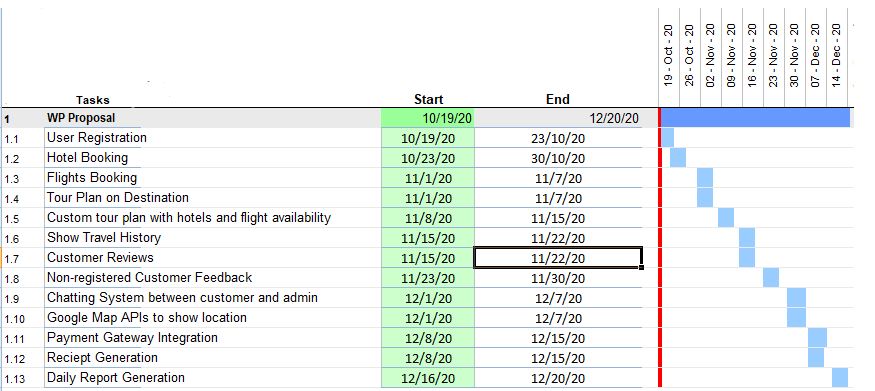 19 - Oct - 20
26 - Oct - 20
02 - Nov - 20
09 - Nov - 20
16 - Nov - 20
23 - Nov - 20
30 - Nov - 20
07 - Dec - 20
14 - Dec - 20
Tasks Start End
1 WP Proposal 10/19/20 12/20/20
1.1 User Registration 10/19/20 23/10/20
1.2 Hotel Booking 10/23/20 30/10/20
1.3 Flights Booking 11/1/20 11/7/20
1.4 Tour Plan on Destination 11/1/20 11/7/20
1.5 Custom tour plan with hotels and flight availability 11/8/20 11/15/20
1.6 Show Travel History 11/15/20 11/22/20
1.7 Customer Reviews 11/15/20 11/22/20
1.8 Non-registered Customer Feedback 11/23/20 11/30/20
1.9 Chatting System between customer and admin 12/1/20 12/7/20
1.10 Google Map APIs to show location 12/1/20 12/7/20
1.11 Payment Gateway Integration 12/8/20 12/15/20
1.12 Reciept Generation 12/8/20 12/15/20
1.13 Daily Report Generation 12/16/20 12/20/20